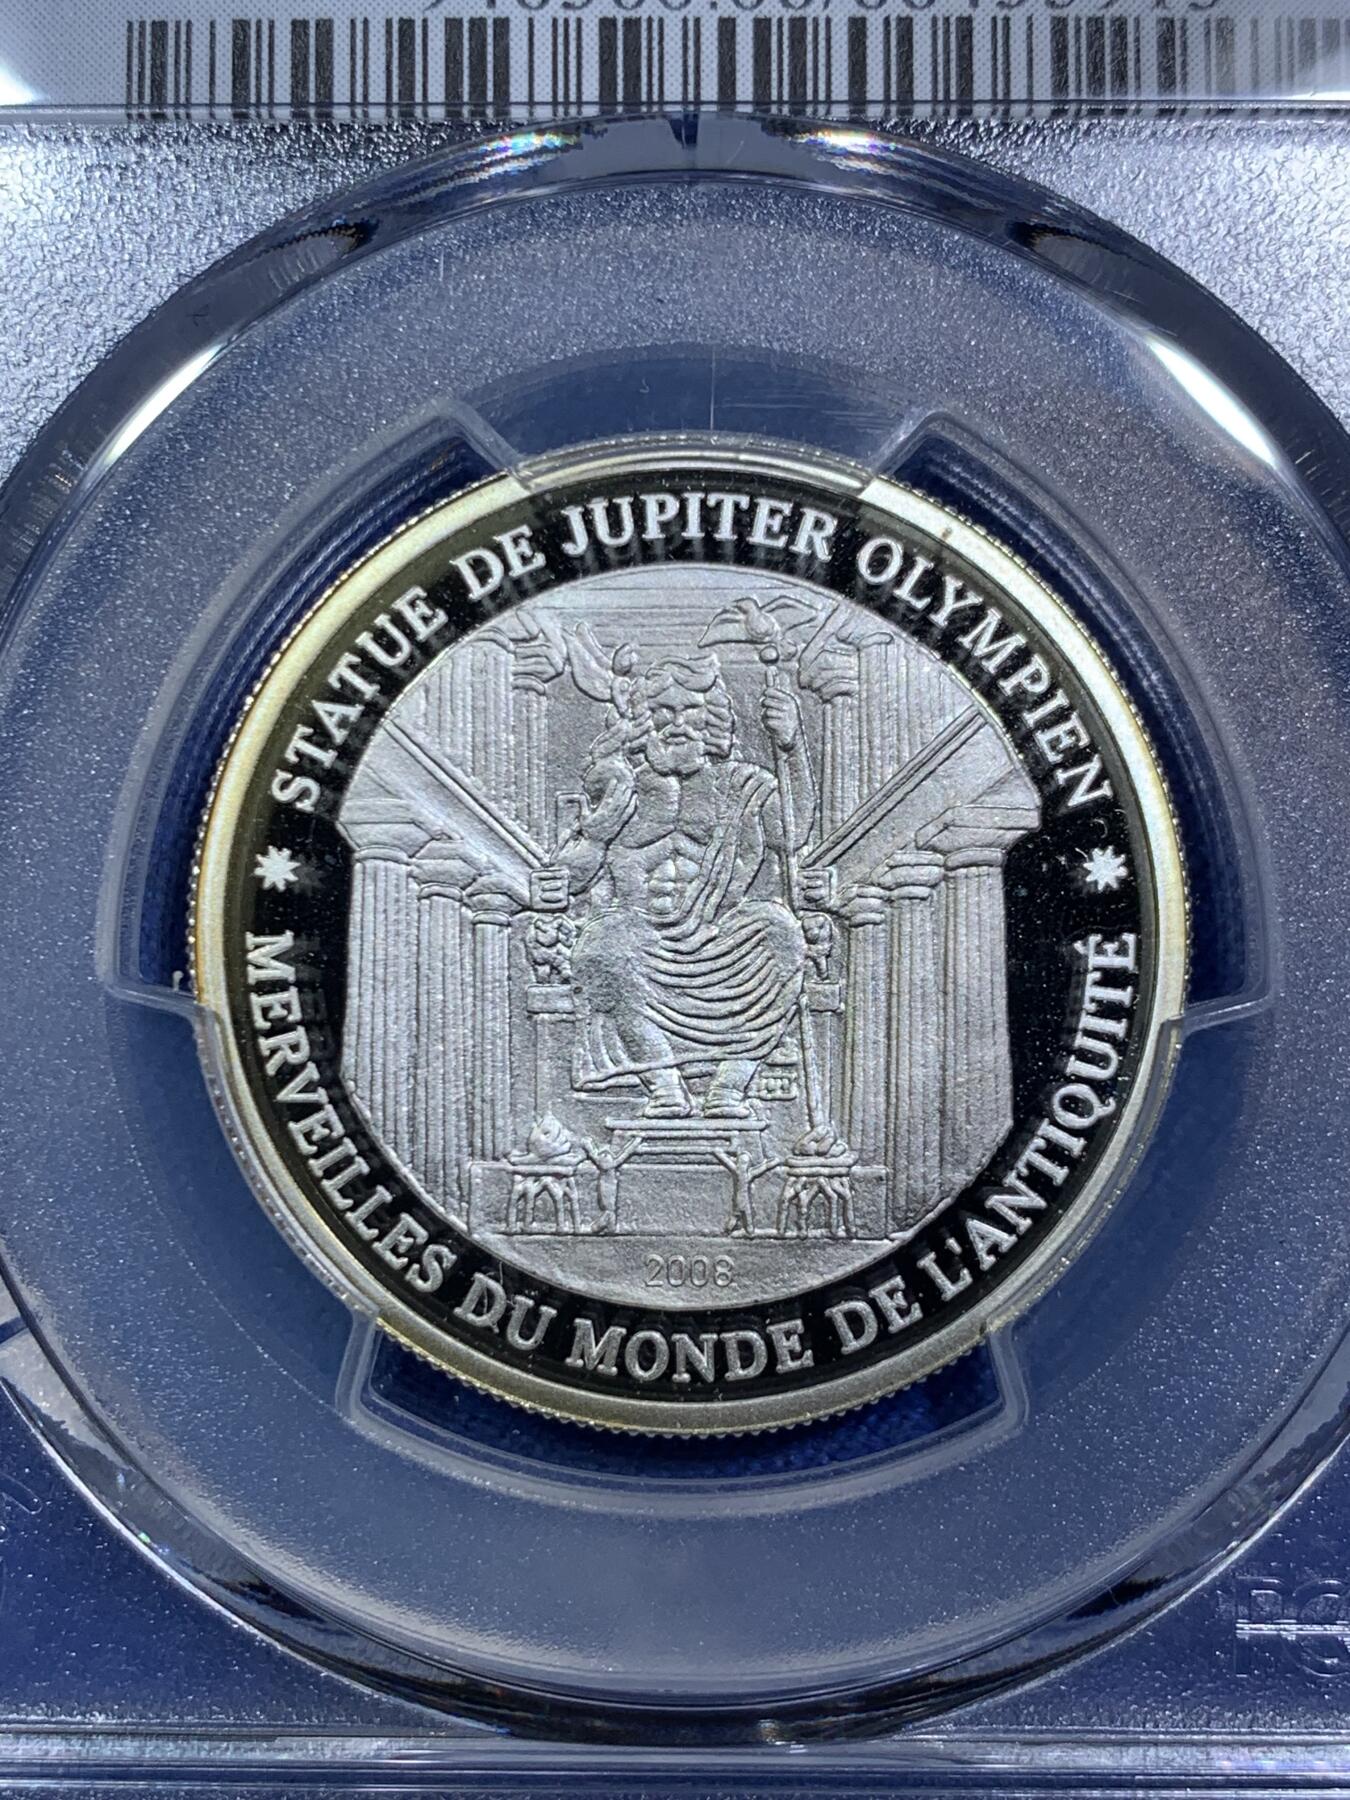 STATUE DE JUPITER OLYMPIEN
MERVEILLES DU MONDE DE L'ANTIQUITÉ
2008